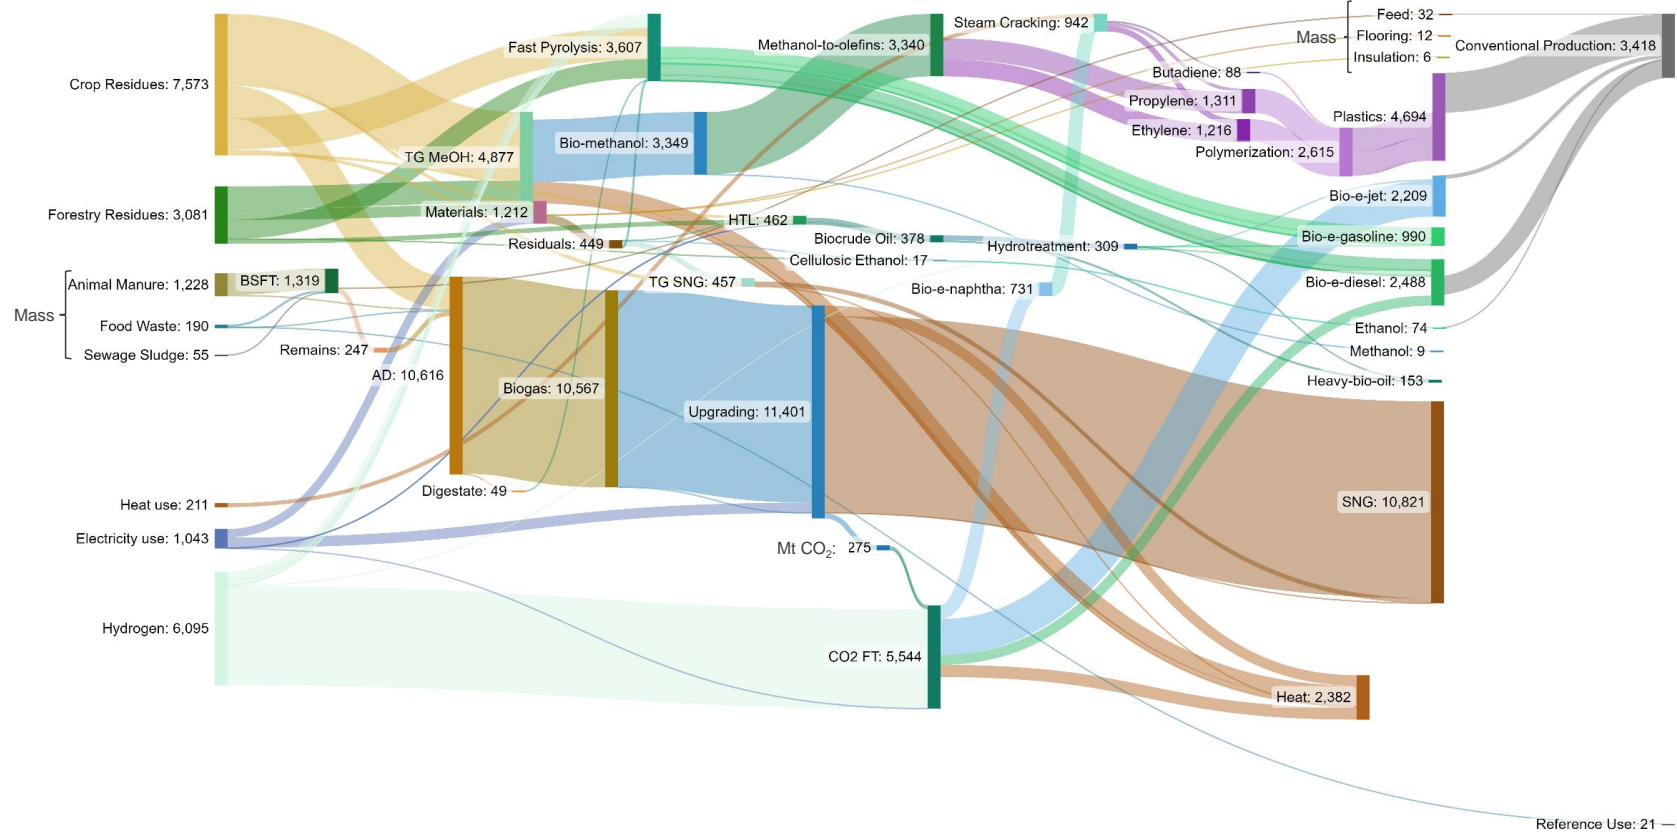 Crop Residues: 7,573
Forestry Residues: 3,081
Mass
Animal Manure: 1,228
Food Waste: 190
Sewage Sludge: 55
Heat use: 211
Electricity use: 1,043
Hydrogen: 6,095
BSFT: 1,319
Remains: 247
AD: 10,616
Digestate: 49
TG MeOH: 4,877
Materials: 1,212
Residuals: 449
Biogas: 10,567
Fast Pyrolysis: 3,607
Bio-methanol: 3,349
HTL: 462
TG SNG: 457
Upgrading: 11,401
Mt CO2: 275
CO2 FT: 5,544
Methanol-to-olefins: 3,340
Biocrude Oil: 378
Cellulosic Ethanol: 17
Bio-e-naphtha: 731
Steam Cracking: 942
Hydrotreatment: 309
Butadiene: 88
Propylene: 1,311
Ethylene: 1,216
Polymerization: 2,615
Mass
Feed: 32
Flooring: 12
Insulation: 6
Plastics: 4,694
Bio-e-jet: 2,209
Bio-e-gasoline: 990
Bio-e-diesel: 2,488
Ethanol: 74
Methanol: 9
Heavy-bio-oil: 153
SNG: 10,821
Heat: 2,382
Conventional Production: 3,418
Reference Use: 21